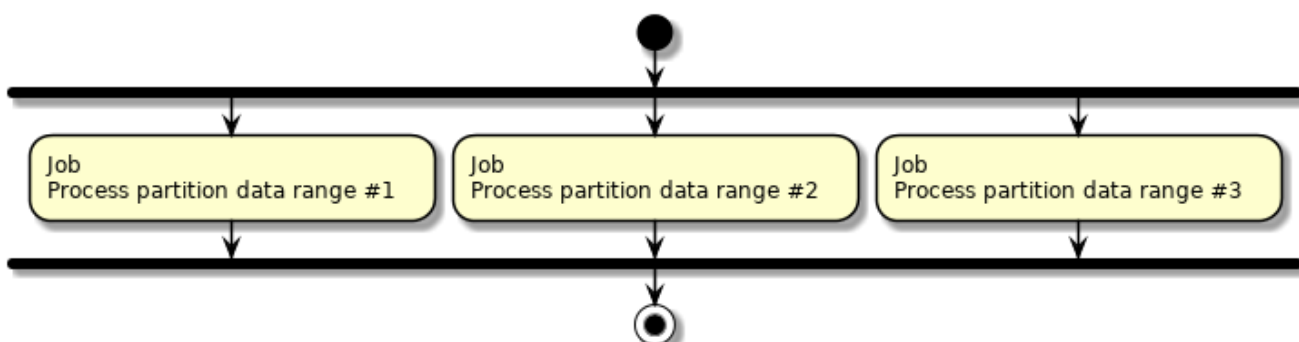 Job
Process partition data range #1
Job
Process partition data range #2
Job
Process partition data range #3